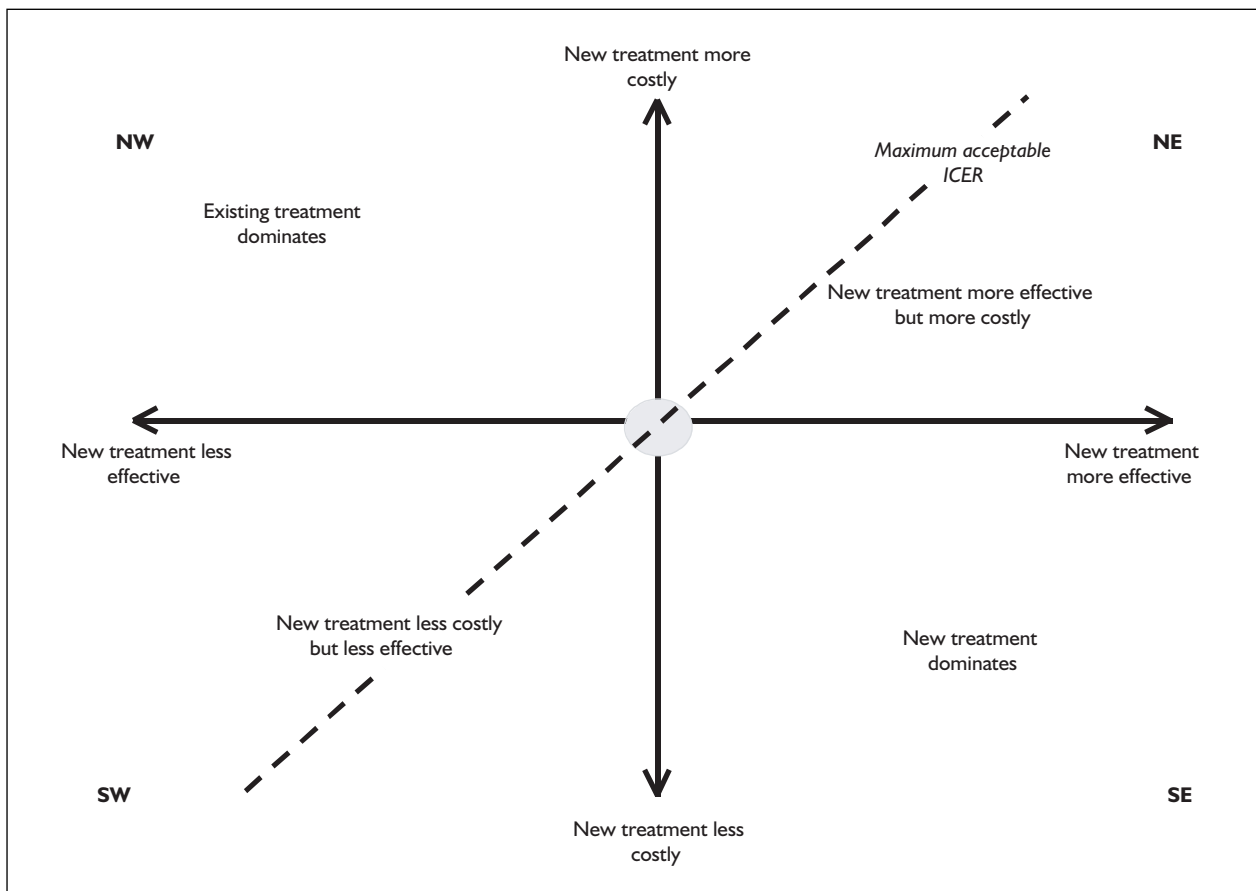 New treatment more
costly
NW
NE
Maximum acceptable
ICER
Existing treatment
dominates
New treatment more effective
but more costly
New treatment less
effective
New treatment
more effective
New treatment less costly
but less effective
New treatment
dominates
SW
SE
New treatment less
costly